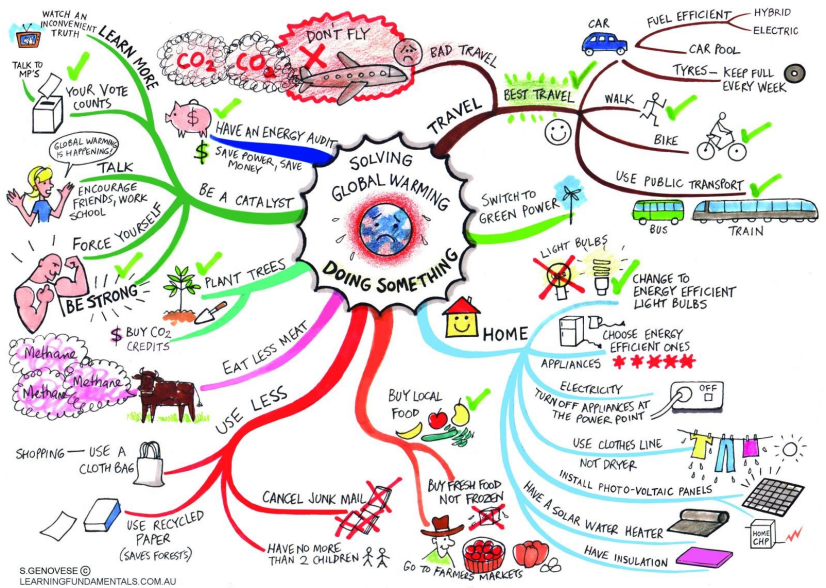 SOLVING
GLOBAL WARMING
DOING SOMETHING
WATCH AN
INCONVENIENT
TRUTH
LEARN MORE
TALK TO
MP'S
YOUR VOTE
COUNTS
GLOBAL WARMING
IS HAPPENING!
TALK
ENCOURAGE
FRIENDS, WORK
SCHOOL
FORCE YOURSELF
BE STRONG
BE A CATALYST
HAVE AN ENERGY AUDIT
$ SAVE POWER, SAVE
MONEY
CO2
CO2
DON'T FLY
BAD TRAVEL
TRAVEL
BEST TRAVEL
CAR
FUEL EFFICIENT
HYBRID
ELECTRIC
CAR POOL
TYRES — KEEP FULL
EVERY WEEK
WALK
BIKE
USE PUBLIC TRANSPORT
BUS
TRAIN
SWITCH TO
GREEN POWER
HOME
LIGHT BULBS
CHANGE TO
ENERGY EFFICIENT
LIGHT BULBS
CHOOSE ENERGY
EFFICIENT ONES
APPLIANCES
ELECTRICITY
TURN OFF APPLIANCES AT
THE POWER POINT
OFF
USE CLOTHES LINE
NOT DRYER
INSTALL PHOTO-VOLTAIC PANELS
HOME
CHP
HAVE A SOLAR WATER HEATER
HAVE INSULATION
PLANT TREES
$ BUY CO2
CREDITS
EAT LESS MEAT
Methane
Methane
Methane
USE LESS
SHOPPING — USE A
CLOTH BAG
USE RECYCLED
PAPER
(SAVES FORESTS)
CANCEL JUNK MAIL
HAVE NO MORE
THAN 2 CHILDREN
BUY LOCAL
FOOD
BUY FRESH FOOD
NOT FROZEN
GO TO FARMERS MARKETS
S.GENOVESE ©
LEARNINGFUNDAMENTALS.COM.AU